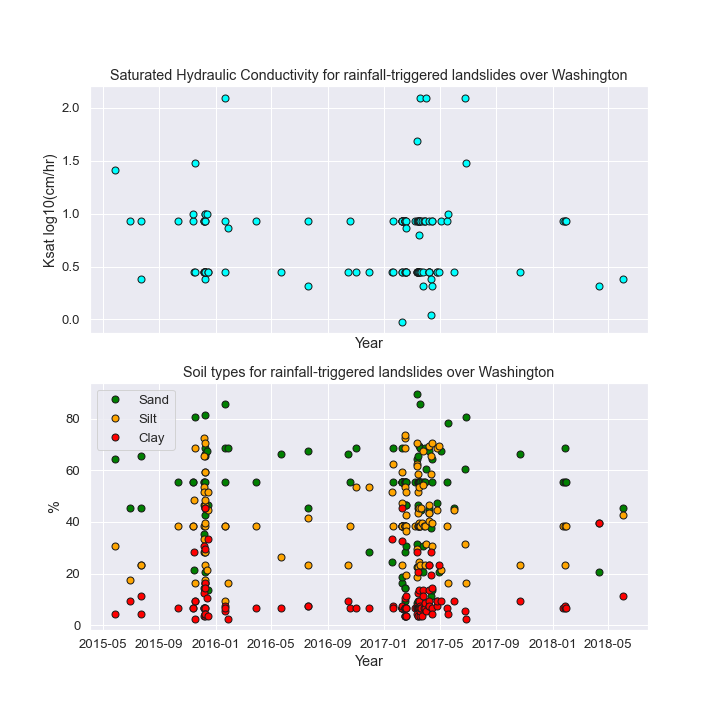 Saturated Hydraulic Conductivity for rainfall-triggered landslides over Washington
2.0
1.5
1.0
0.5
0.0
Ksat log10(cm/hr)
Year
Soil types for rainfall-triggered landslides over Washington
Sand
Silt
Clay
80
60
40
20
0
%
2015-05 2015-09 2016-01 2016-05 2016-09 2017-01 2017-05 2017-09 2018-01 2018-05
Year